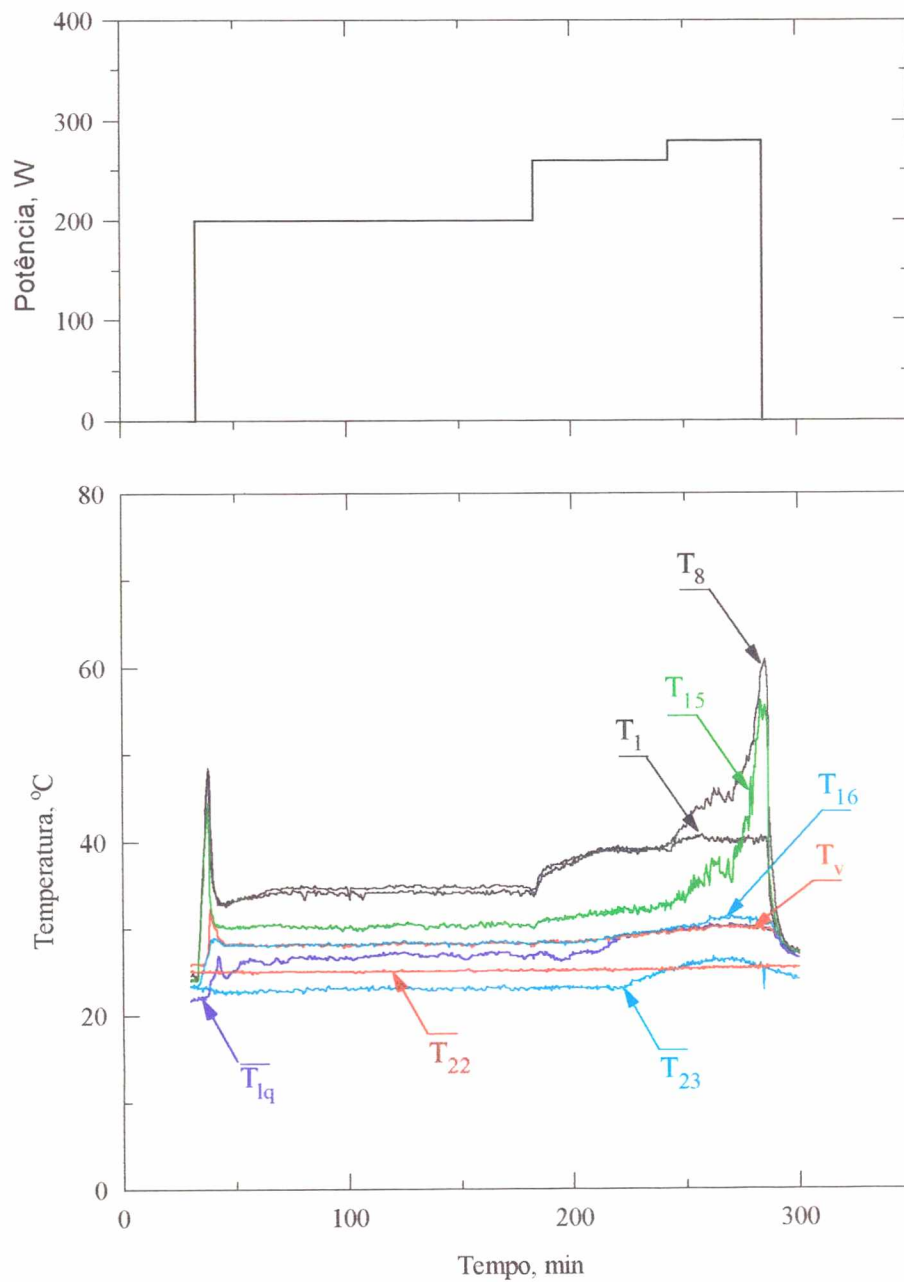 400
300
200
100
0
Potência, W
80
60
40
20
0
Temperatura, °C
T8
T15
T1
T16
Tv
T22
T23
Tlq
0
100
200
300
Tempo, min